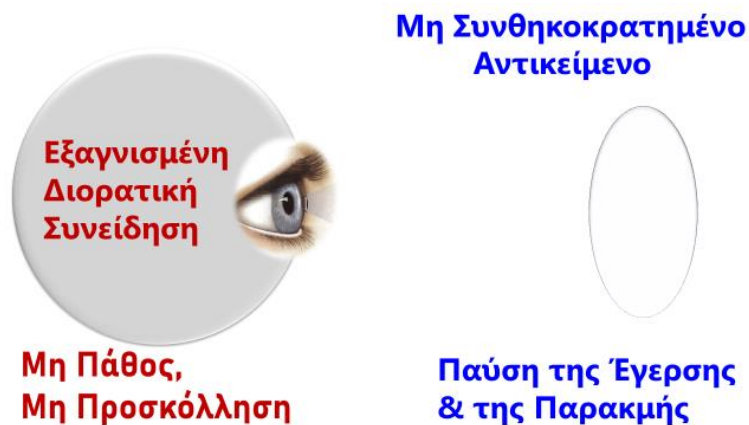 Μη Συνθηκοκρατημένο
Αντικείμενο
Εξαγνισμένη
Διορατική
Συνείδηση
Μη Πάθος,
Μη Προσκόλληση
Παύση της Έγερσης
& της Παρακμής